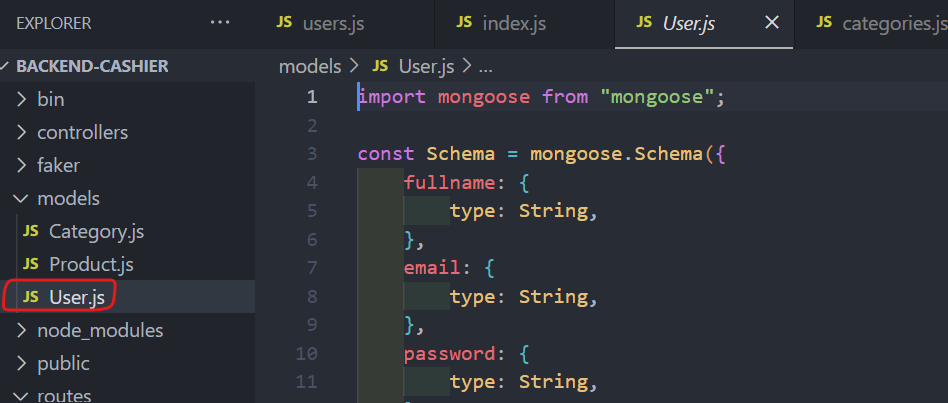 EXPLORER ···
BACKEND-CASHIER
bin
controllers
faker
models
JS Category.js
JS Product.js
JS User.js
node_modules
public
routes
JS users.js JS index.js JS User.js JS categories.js
models > JS User.js > ...
1 import mongoose from "mongoose";
2
3 const Schema = mongoose.Schema({
4 fullname: {
5 type: String,
6 },
7 email: {
8 type: String,
9 },
10 password: {
11 type: String,